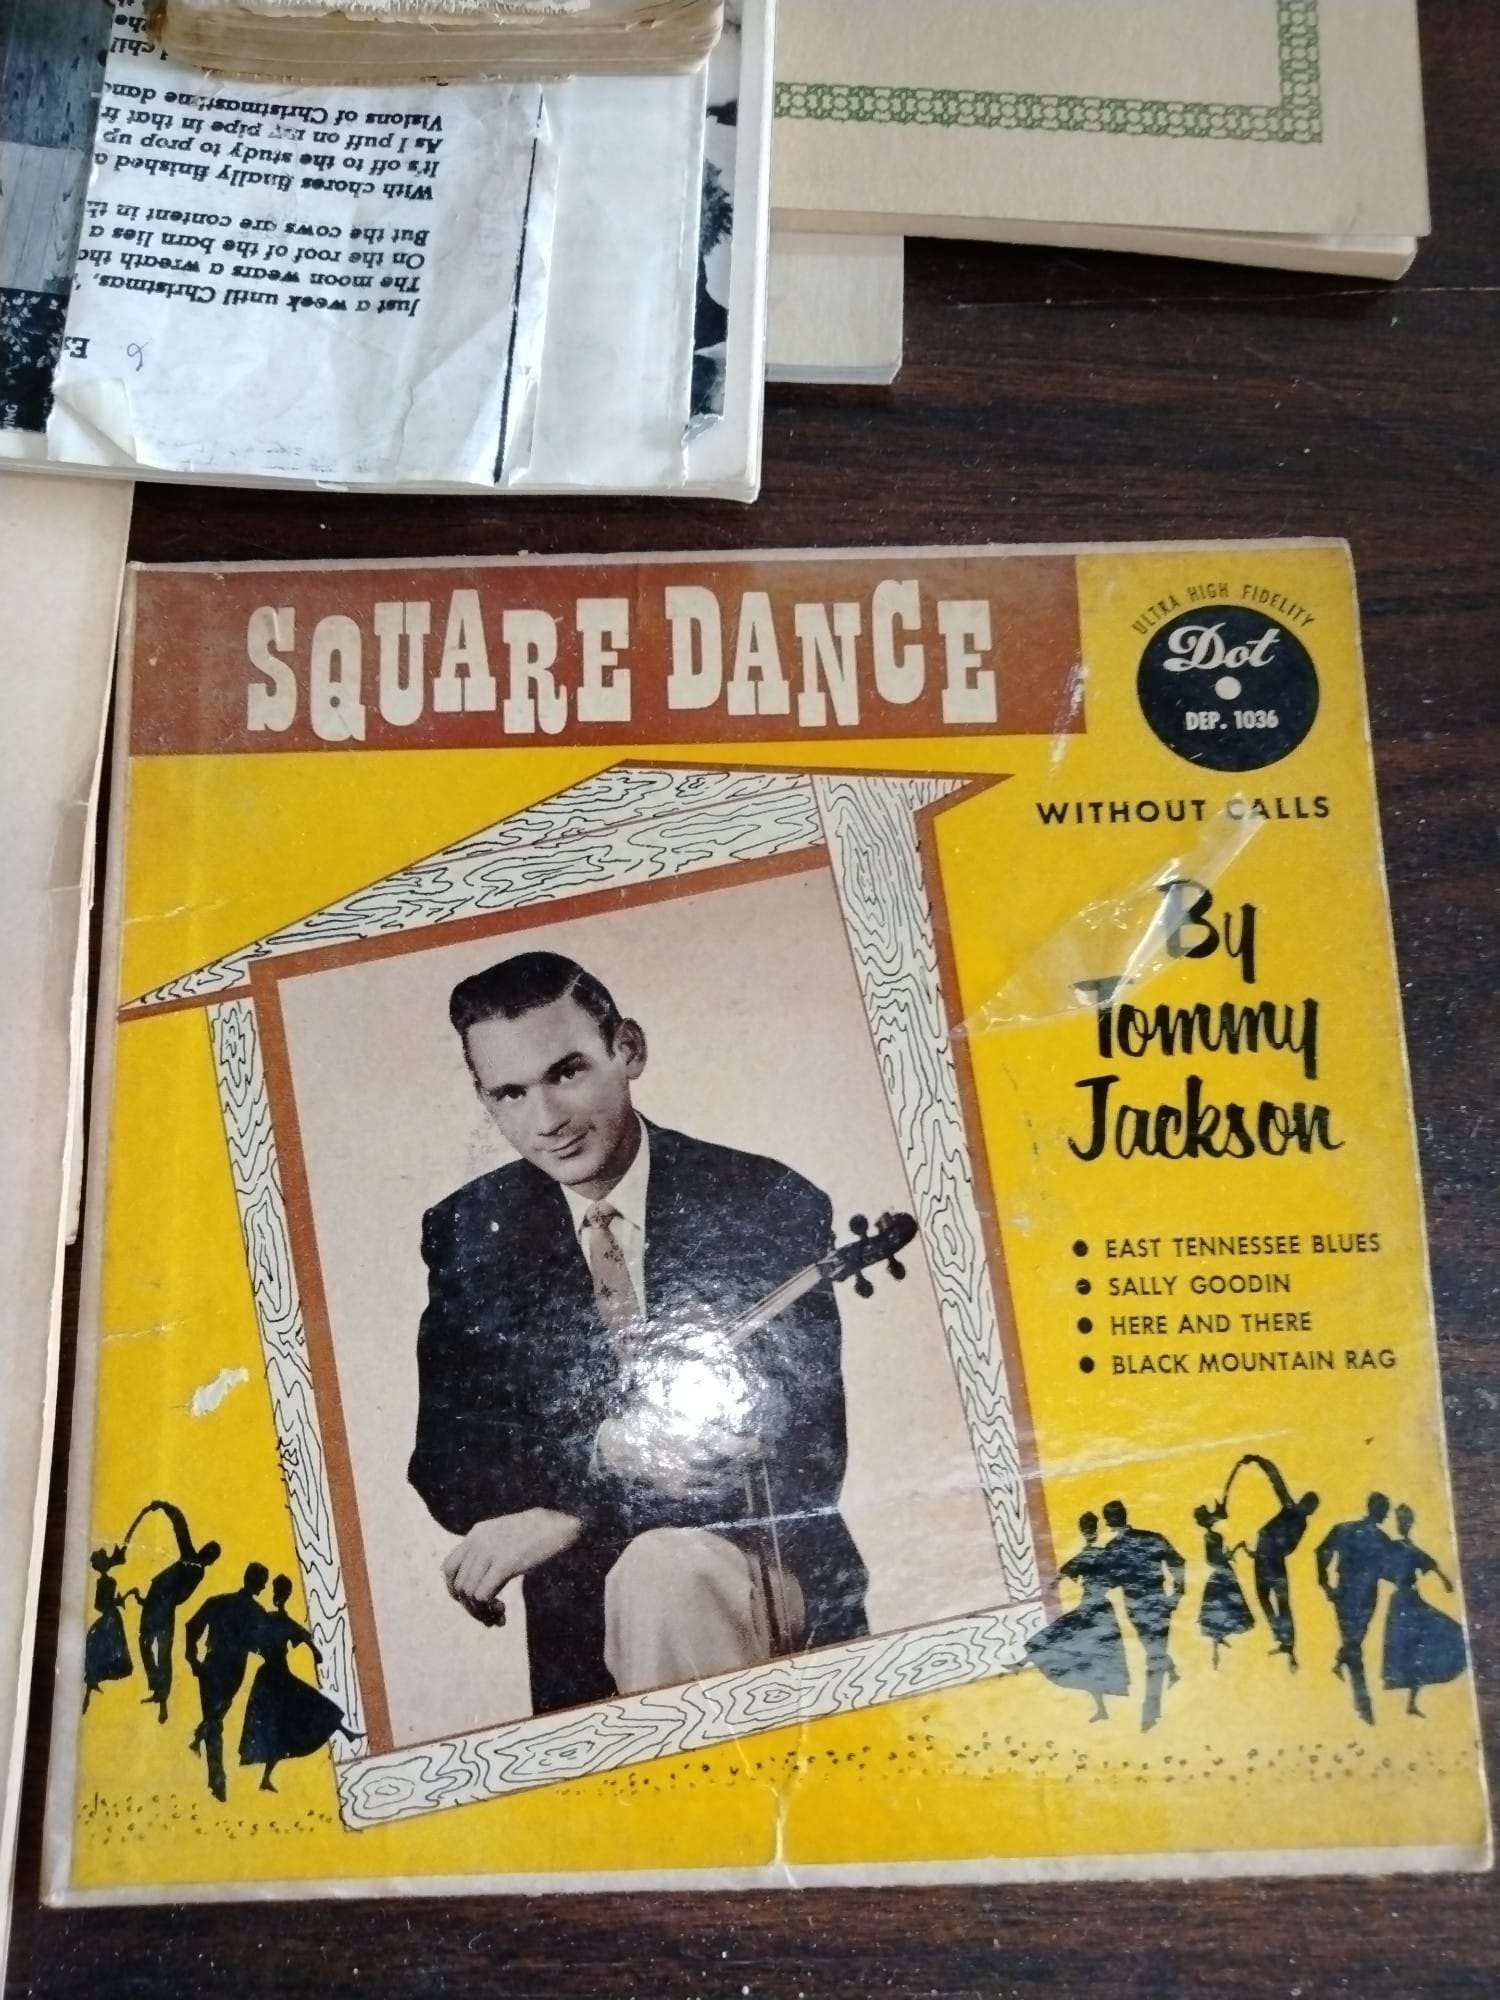 Just a week until Christmas,
The moon wears a wreath
On the roof of the barn lies a
But the cows are content in
With chores finally finished
It's off to the study to prop up
As I puff on my pipe in that
Visions of Christmastime
SQUARE DANCE
ULTRA HIGH FIDELITY
Dot
DEP. 1036
WITHOUT CALLS
By
Tommy
Jackson
• EAST TENNESSEE BLUES
• SALLY GOODIN
• HERE AND THERE
• BLACK MOUNTAIN RAG